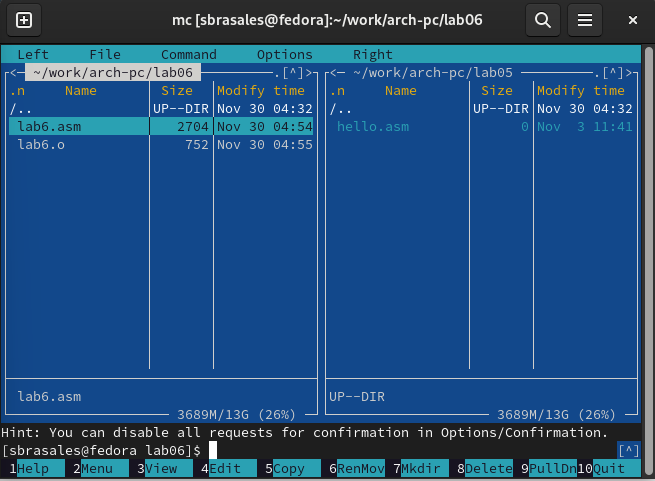 mc [sbrasales@fedora]:~/work/arch-pc/lab06
Left File Command Options Right
<- ~/work/arch-pc/lab06 .[^]> <- ~/work/arch-pc/lab05 .[^]>
.n Name Size Modify time .n Name Size Modify time
/.. UP--DIR Nov 30 04:32 /.. UP--DIR Nov 30 04:32
lab6.asm 2704 Nov 30 04:54 hello.asm 0 Nov 3 11:41
lab6.o 752 Nov 30 04:55
lab6.asm UP--DIR
3689M/13G (26%) 3689M/13G (26%)
Hint: You can disable all requests for confirmation in Options/Confirmation.
[sbrasales@fedora lab06]$ [^]
1Help 2Menu 3View 4Edit 5Copy 6RenMov 7Mkdir 8Delete 9PullDn 10Quit